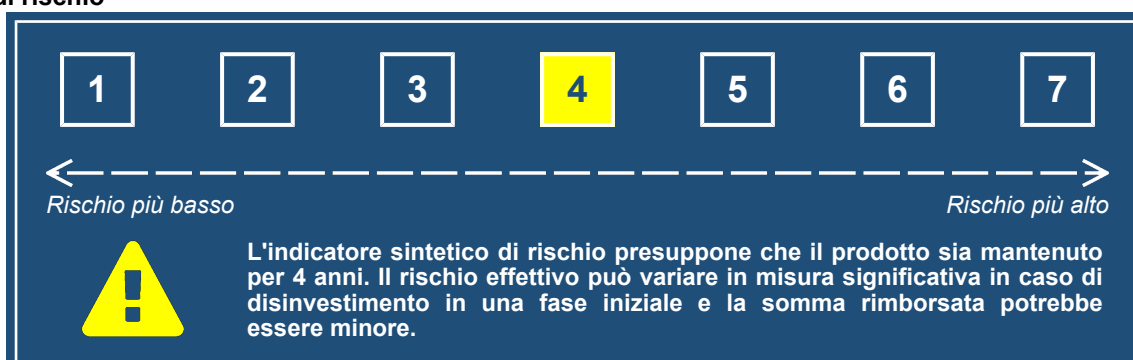 di rischio
1 2 3 4 5 6 7
Rischio più basso Rischio più alto
L'indicatore sintetico di rischio presuppone che il prodotto sia mantenuto
per 4 anni. Il rischio effettivo può variare in misura significativa in caso di
disinvestimento in una fase iniziale e la somma rimborsata potrebbe
essere minore.